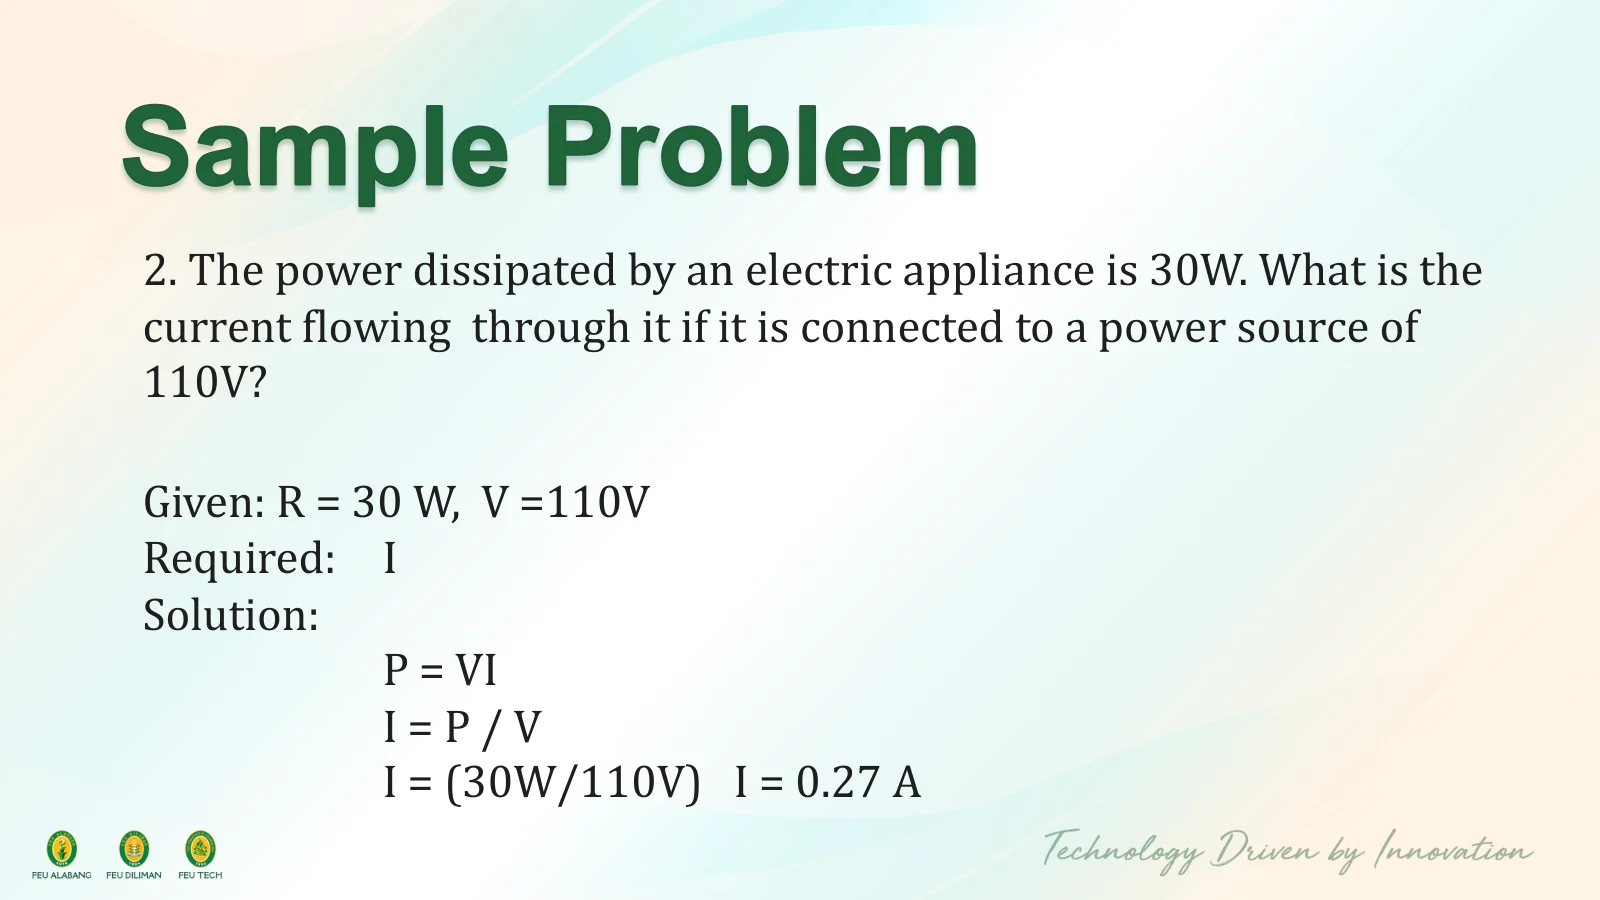 Sample Problem
2. The power dissipated by an electric appliance is 30W. What is the
current flowing  through it if it is connected to a power source of
110V?
Given: R = 30 W,  V =110V
Required:    I
Solution:
P = VI
I = P / V
I = (30W/110V)   I = 0.27 A
FEU ALABANG   FEU DILIMAN   FEU TECH
Technology Driven by Innovation